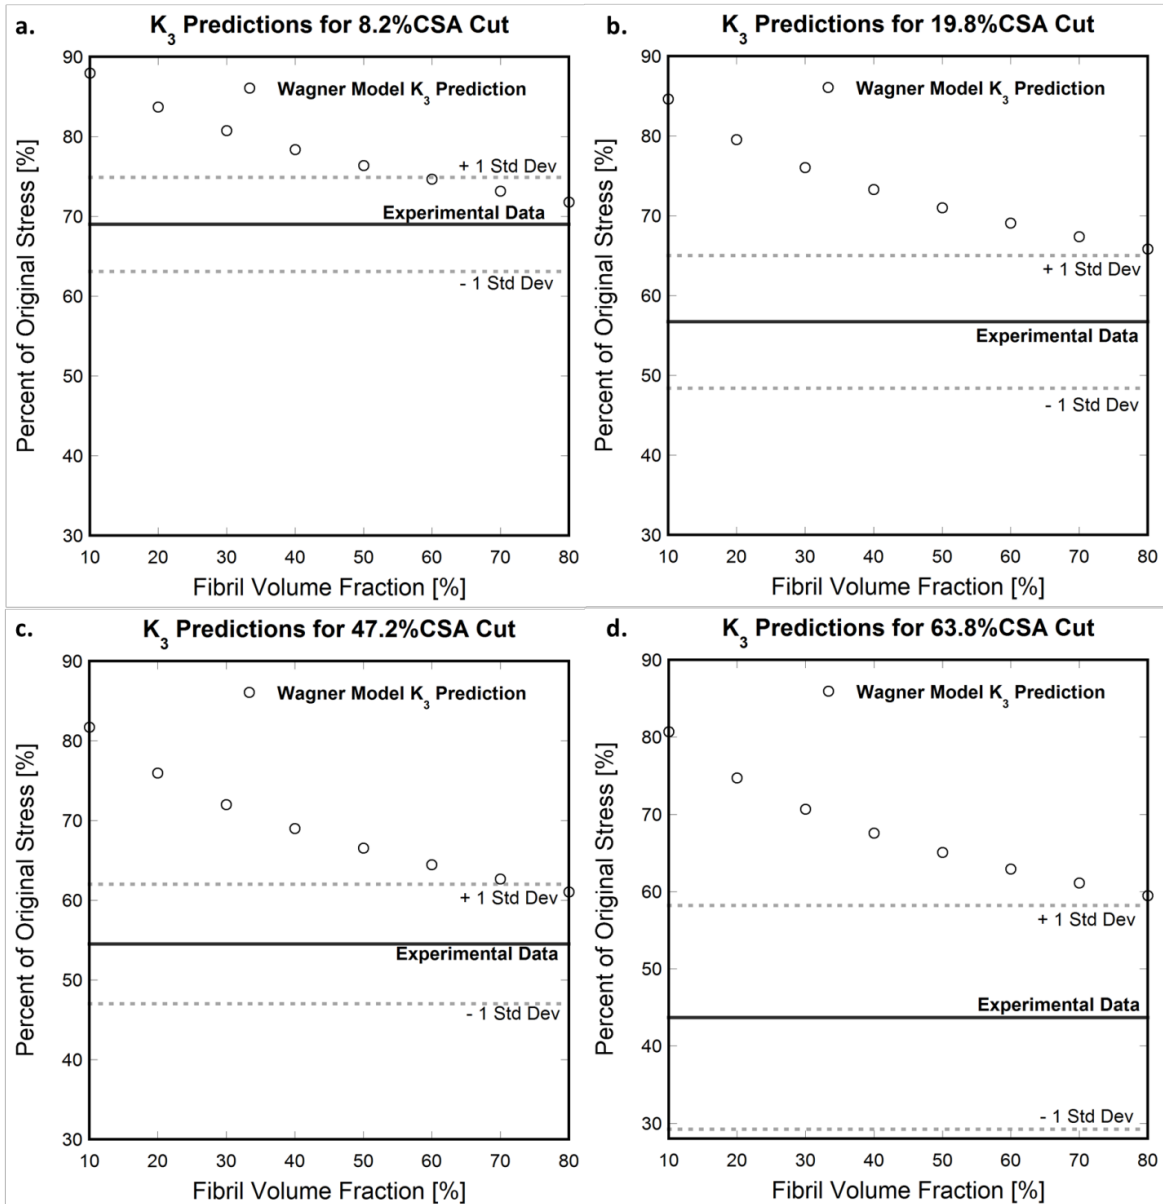 a.
K3 Predictions for 8.2%CSA Cut
90
80
70
60
50
40
30
Percent of Original Stress [%]
Wagner Model K3 Prediction
+ 1 Std Dev
Experimental Data
- 1 Std Dev
10 20 30 40 50 60 70 80
Fibril Volume Fraction [%]
b.
K3 Predictions for 19.8%CSA Cut
90
80
70
60
50
40
30
Percent of Original Stress [%]
Wagner Model K3 Prediction
+ 1 Std Dev
Experimental Data
- 1 Std Dev
10 20 30 40 50 60 70 80
Fibril Volume Fraction [%]
c.
K3 Predictions for 47.2%CSA Cut
90
80
70
60
50
40
30
Percent of Original Stress [%]
Wagner Model K3 Prediction
+ 1 Std Dev
Experimental Data
- 1 Std Dev
10 20 30 40 50 60 70 80
Fibril Volume Fraction [%]
d.
K3 Predictions for 63.8%CSA Cut
90
80
70
60
50
40
30
Percent of Original Stress [%]
Wagner Model K3 Prediction
+ 1 Std Dev
Experimental Data
- 1 Std Dev
10 20 30 40 50 60 70 80
Fibril Volume Fraction [%]